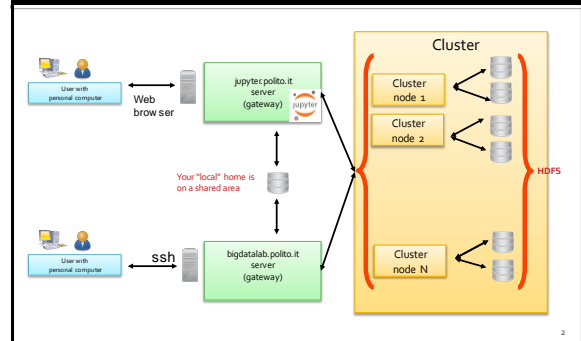 Cluster
User with
personal computer
Web
browser
jupyter.polito.it
server
(gateway)
jupyter
Cluster
node 1
Cluster
node 2
Your "local" home is
on a shared area
HDFS
User with
personal computer
ssh
bigdatalab.polito.it
server
(gateway)
Cluster
node N
2